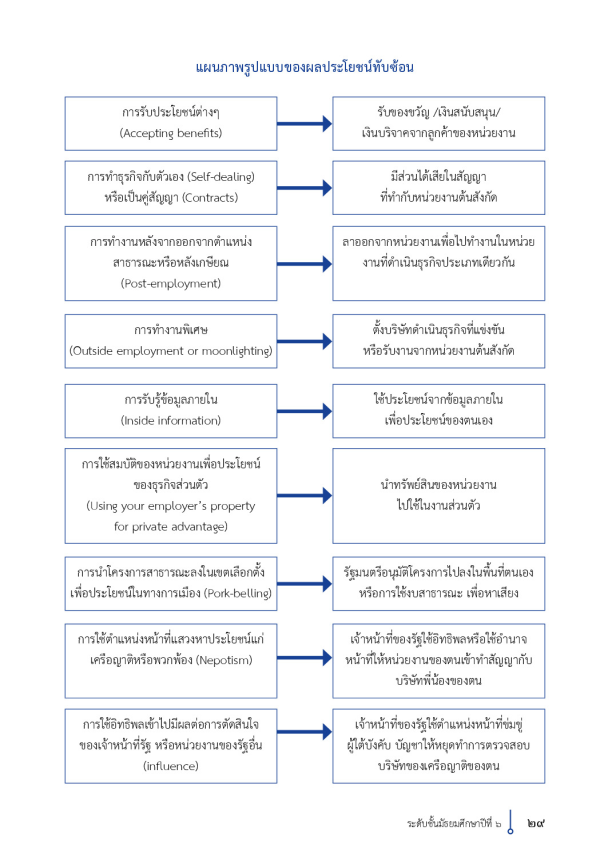 แผนภาพรูปแบบของผลประโยชน์ทับซ้อน
การรับประโยชน์ต่างๆ
(Accepting benefits)
รับของขวัญ /เงินสนับสนุน/
เงินบริจาคจากลูกค้าของหน่วยงาน
การทำธุรกิจกับตัวเอง (Self-dealing)
หรือเป็นคู่สัญญา (Contracts)
มีส่วนได้เสียในสัญญา
ที่ทำกับหน่วยงานต้นสังกัด
การทำงานหลังจากออกจากตำแหน่ง
สาธารณะหรือหลังเกษียณ
(Post-employment)
ลาออกจากหน่วยงานเพื่อไปทำงานในหน่วย
งานที่ดำเนินธุรกิจประเภทเดียวกัน
การทำงานพิเศษ
(Outside employment or moonlighting)
ตั้งบริษัทดำเนินธุรกิจที่แข่งขัน
หรือรับงานจากหน่วยงานต้นสังกัด
การรับรู้ข้อมูลภายใน
(Inside information)
ใช้ประโยชน์จากข้อมูลภายใน
เพื่อประโยชน์ของตนเอง
การใช้สมบัติของหน่วยงานเพื่อประโยชน์
ของธุรกิจส่วนตัว
(Using your employer's property
for private advantage)
นำทรัพย์สินของหน่วยงาน
ไปใช้ในงานส่วนตัว
การนำโครงการสาธารณะลงในเขตเลือกตั้ง
เพื่อประโยชน์ในทางการเมือง (Pork-belling)
รัฐมนตรีอนุมัติโครงการไปลงในพื้นที่ตนเอง
หรือการใช้งบสาธารณะ เพื่อหาเสียง
การใช้ตำแหน่งหน้าที่แสวงหาประโยชน์แก่
เครือญาติหรือพวกพ้อง (Nepotism)
เจ้าหน้าที่ของรัฐใช้อิทธิพลหรือใช้อำนาจ
หน้าที่ให้หน่วยงานของตนเข้าทำสัญญากับ
บริษัทพี่น้องของตน
การใช้อิทธิพลเข้าไปมีผลต่อการตัดสินใจ
ของเจ้าหน้าที่รัฐ หรือหน่วยงานของรัฐอื่น
(influence)
เจ้าหน้าที่ของรัฐใช้ตำแหน่งหน้าที่ข่มขู่
ผู้ใต้บังคับ บัญชาให้หยุดทำการตรวจสอบ
บริษัทของเครือญาติของตน
ระดับชั้นมัธยมศึกษาปีที่ ๖ ๒๙